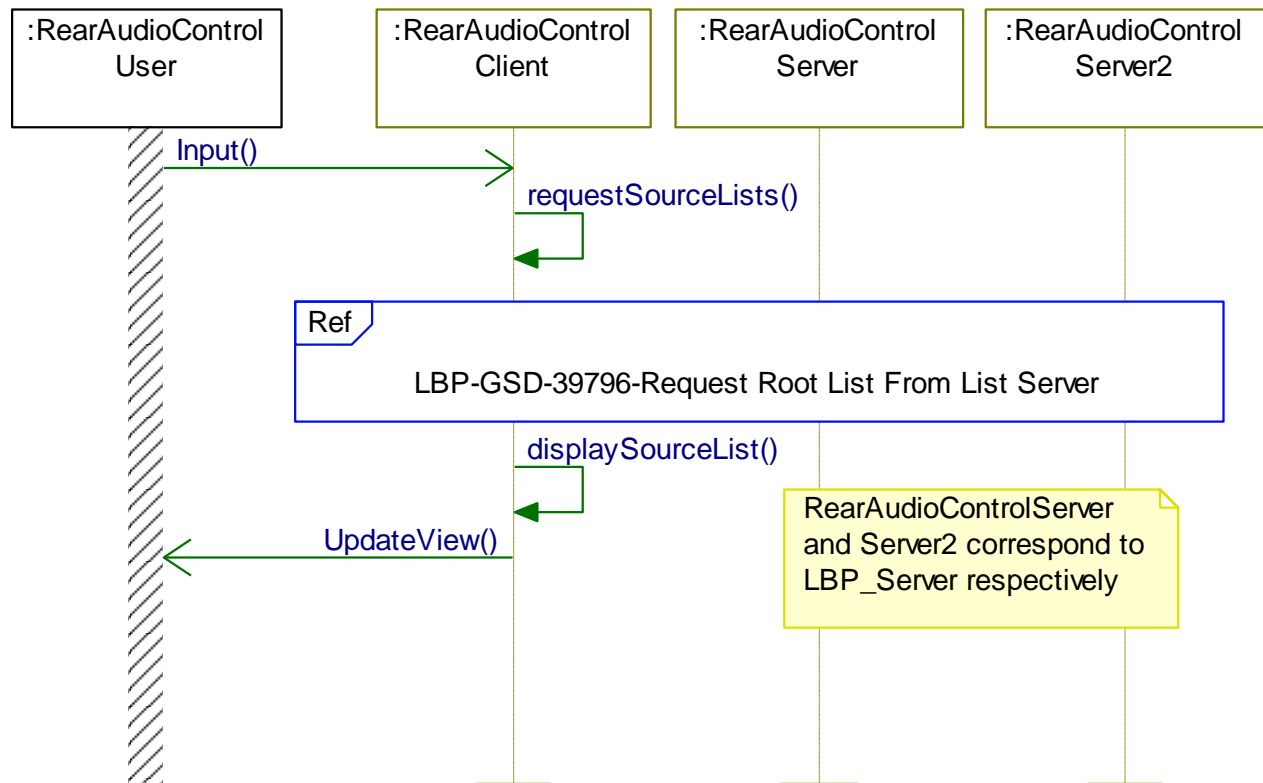 :RearAudioControl
User
:RearAudioControl
Client
:RearAudioControl
Server
:RearAudioControl
Server2
Input()
requestSourceLists()
Ref
LBP-GSD-39796-Request Root List From List Server
displaySourceList()
UpdateView()
RearAudioControlServer
and Server2 correspond to
LBP_Server respectively